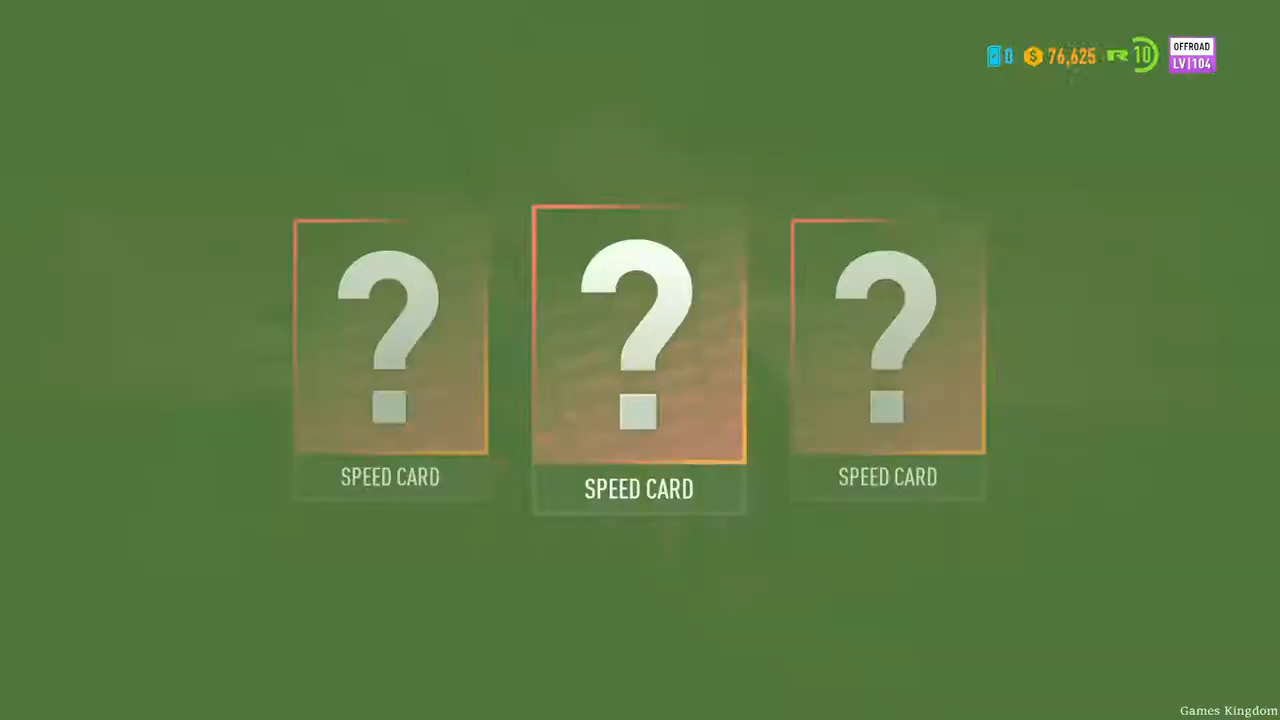 0 76,625 R 10 OFFROAD
LV|104
? ? ?
SPEED CARD SPEED CARD SPEED CARD
Games Kingdom